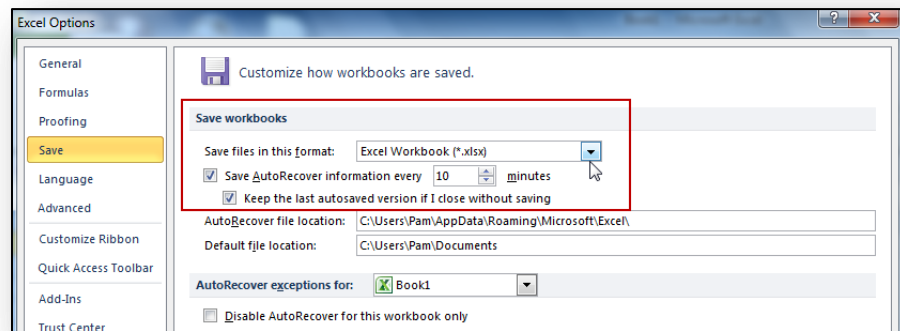 Excel Options
General
Formulas
Proofing
Save
Language
Advanced
Customize Ribbon
Quick Access Toolbar
Add-Ins
Trust Center
Customize how workbooks are saved.
Save workbooks
Save files in this format: Excel Workbook (*.xlsx)
Save AutoRecover information every 10 minutes
Keep the last autosaved version if I close without saving
AutoRecover file location: C:\Users\Pam\AppData\Roaming\Microsoft\Excel\
Default file location: C:\Users\Pam\Documents
AutoRecover exceptions for: Book1
Disable AutoRecover for this workbook only